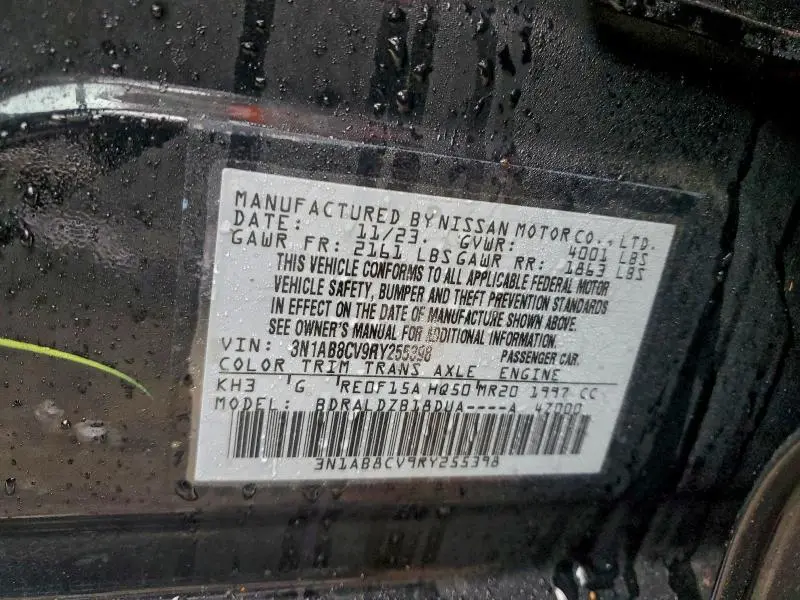 MANUFACTURED BY NISSAN MOTOR CO., LTD.
DATE: 11/23. GVWR: 4001 LBS
GAWR FR: 2161 LBS GAWR RR: 1863 LBS
THIS VEHICLE CONFORMS TO ALL APPLICABLE FEDERAL MOTOR
VEHICLE SAFETY, BUMPER AND THEFT PREVENTION STANDARDS
IN EFFECT ON THE DATE OF MANUFACTURE SHOWN ABOVE.
SEE OWNER'S MANUAL FOR ADDITIONAL INFORMATION.
VIN: 3N1AB8CV9RY255398 PASSENGER CAR.
COLOR TRIM TRANS AXLE ENGINE
KH3 G RE0F15A HQ50 MR20 1997 CC
MODEL: BDRALDZB18DUA----A 47000
3N1AB8CV9RY255398